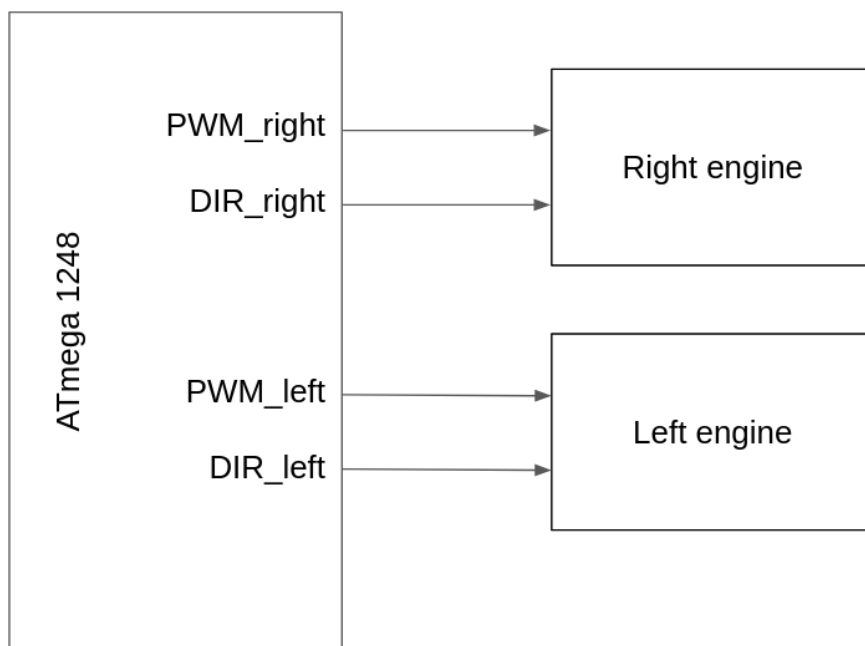 PWM_right
DIR_right
Right engine
ATmega 1248
PWM_left
DIR_left
Left engine